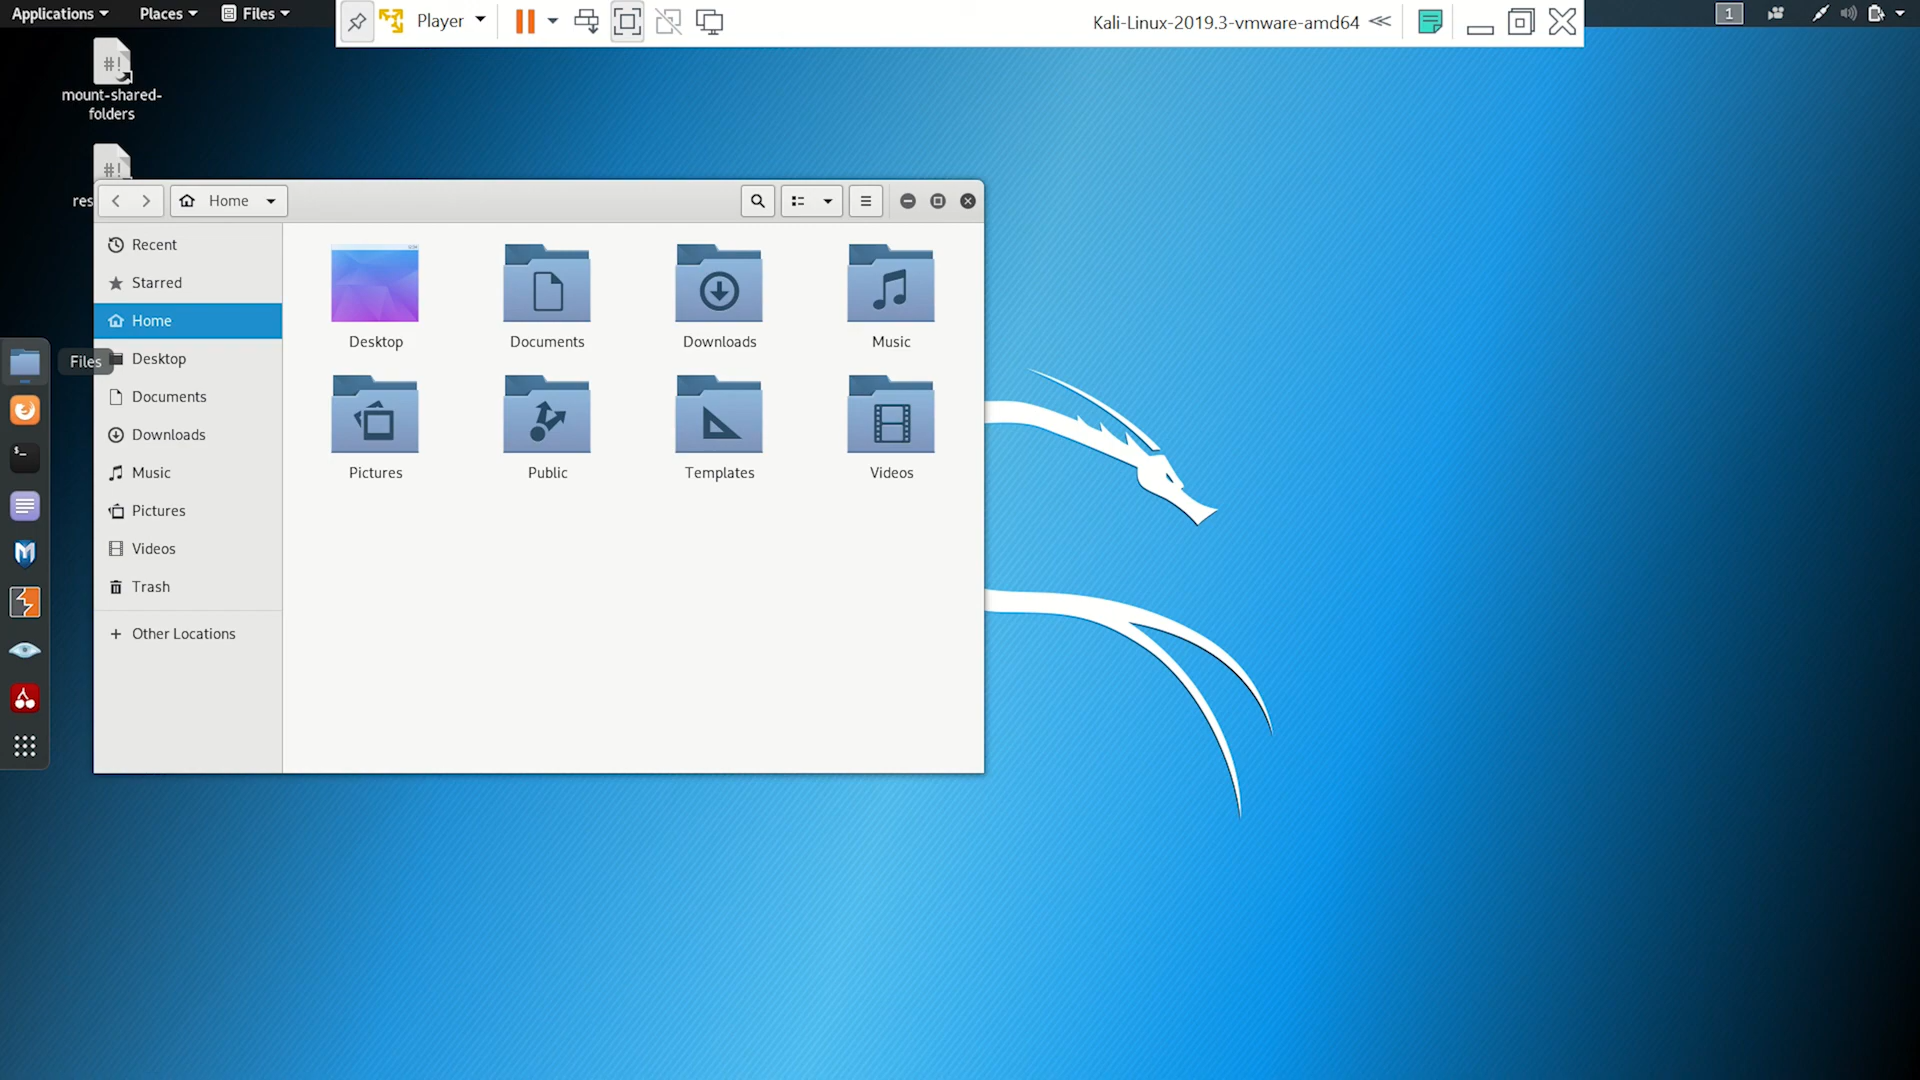 Applications Places Files
Player
Kali-Linux-2019.3-vmware-amd64
1
#!
mount-shared-
folders
#!
res
Home
Recent
Starred
Home
Desktop
Documents
Downloads
Music
Pictures
Videos
Trash
Other Locations
Files
Desktop Documents Downloads Music
Pictures Public Templates Videos